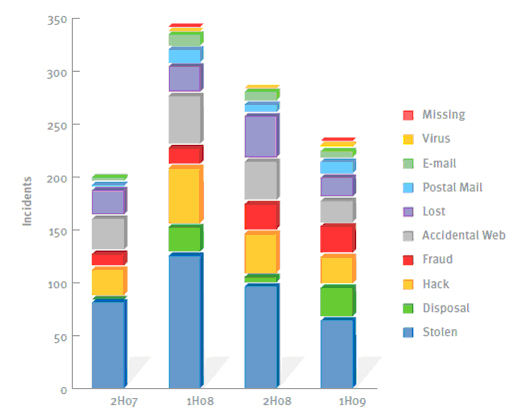 350
300
250
200
150
100
50
0
Incidents
2H07
1H08
2H08
1H09
Missing
Virus
E-mail
Postal Mail
Lost
Accidental Web
Fraud
Hack
Disposal
Stolen